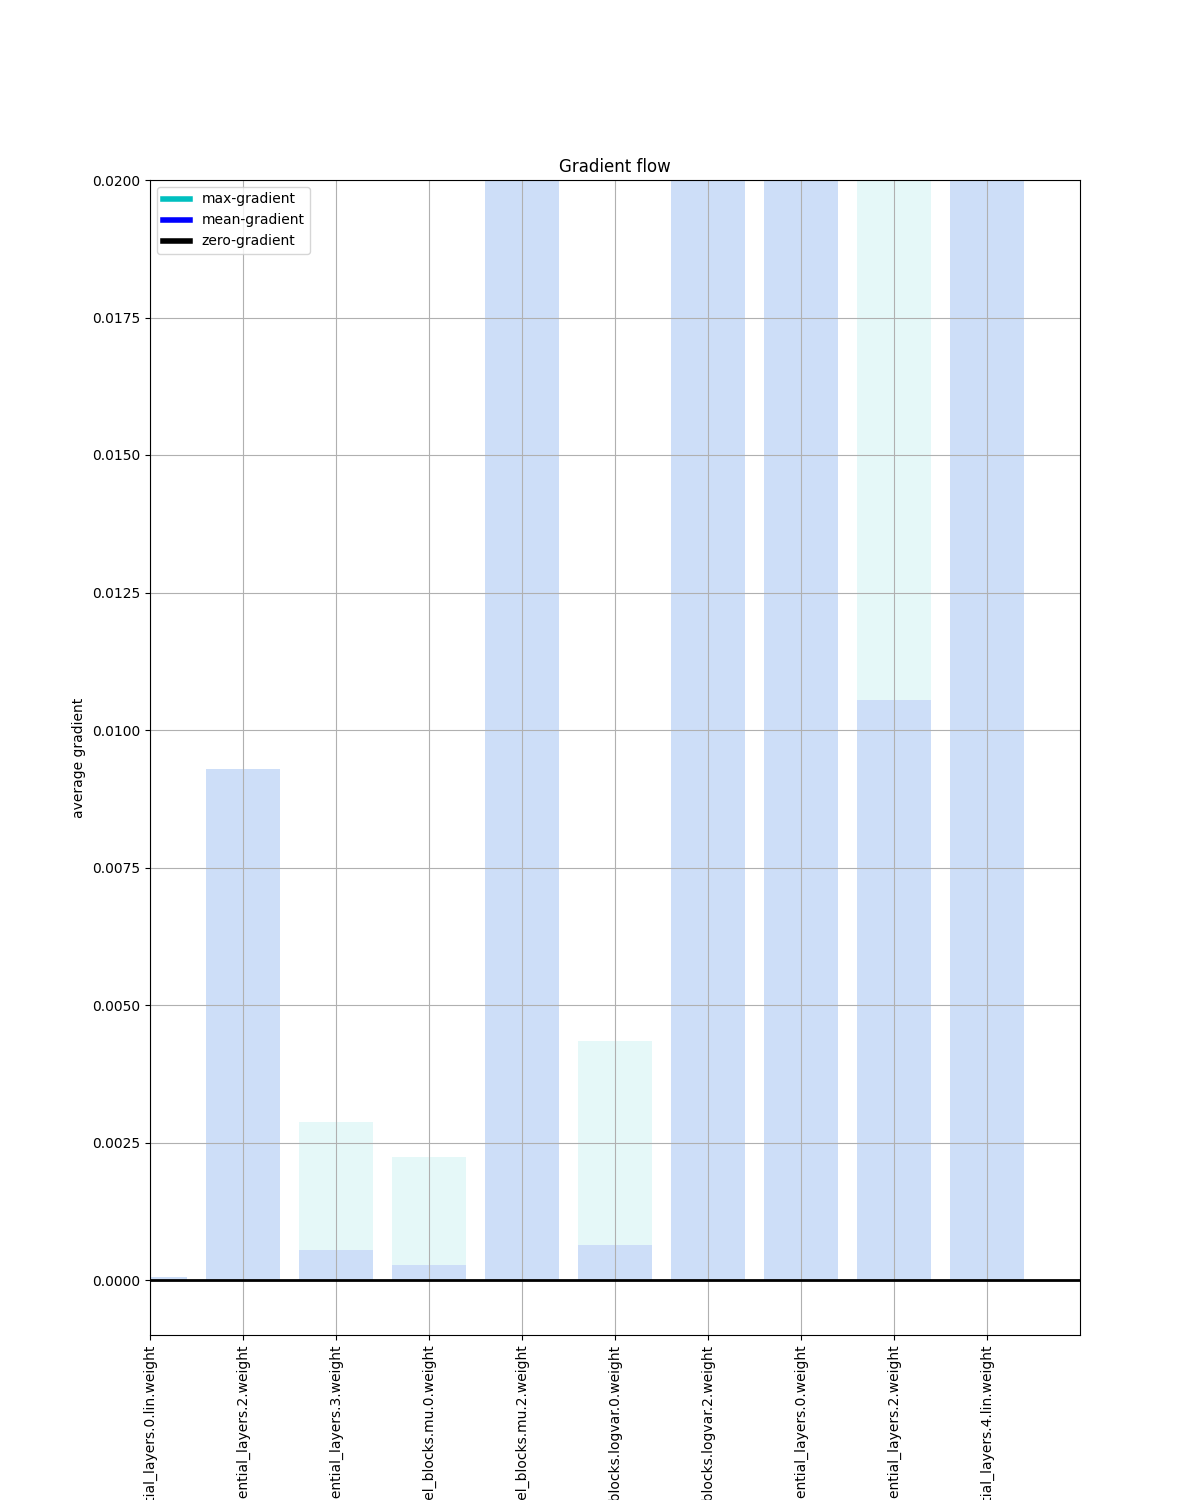 Gradient flow
max-gradient
mean-gradient
zero-gradient
0.0200
0.0175
0.0150
0.0125
0.0100
0.0075
0.0050
0.0025
0.0000
average gradient
tial_layers.0.lin.weight
ential_layers.2.weight
ential_layers.3.weight
el_blocks.mu.0.weight
el_blocks.mu.2.weight
blocks.logvar.0.weight
blocks.logvar.2.weight
ential_layers.0.weight
ential_layers.2.weight
tial_layers.4.lin.weight